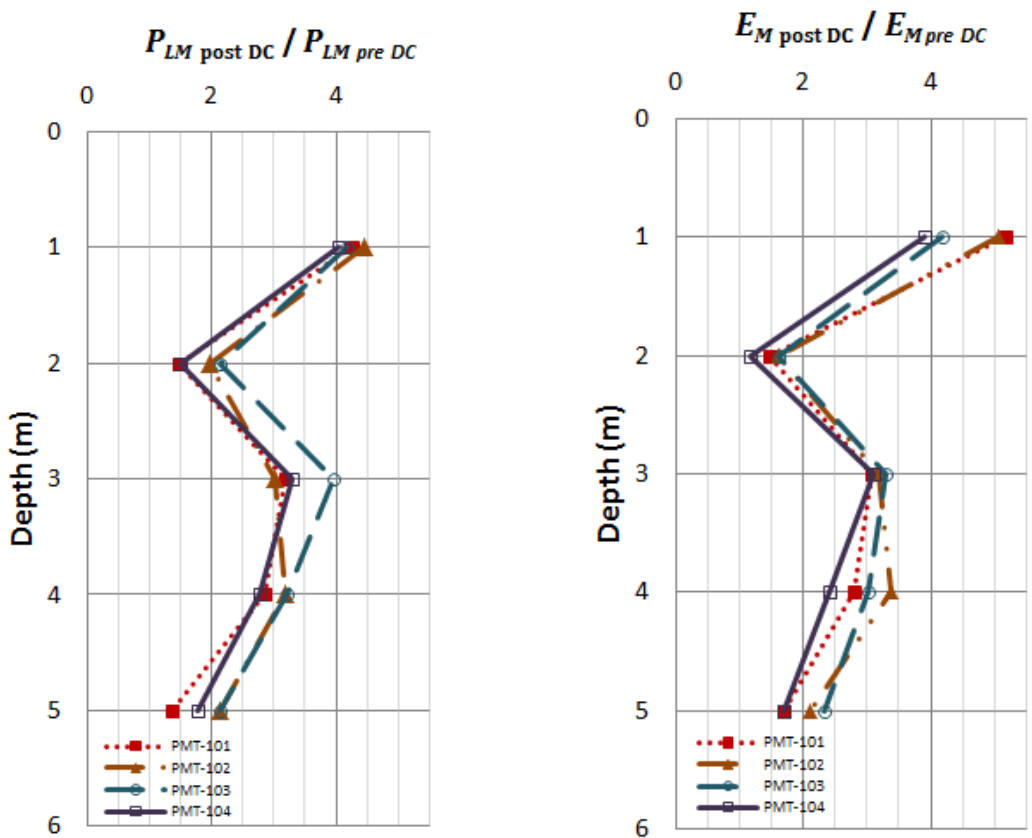 P_LM post DC / P_LM pre DC
0 2 4
0
1
2
3
4
5
6
Depth (m)
PMT-101
PMT-102
PMT-103
PMT-104
E_M post DC / E_M pre DC
0 2 4
0
1
2
3
4
5
6
Depth (m)
PMT-101
PMT-102
PMT-103
PMT-104